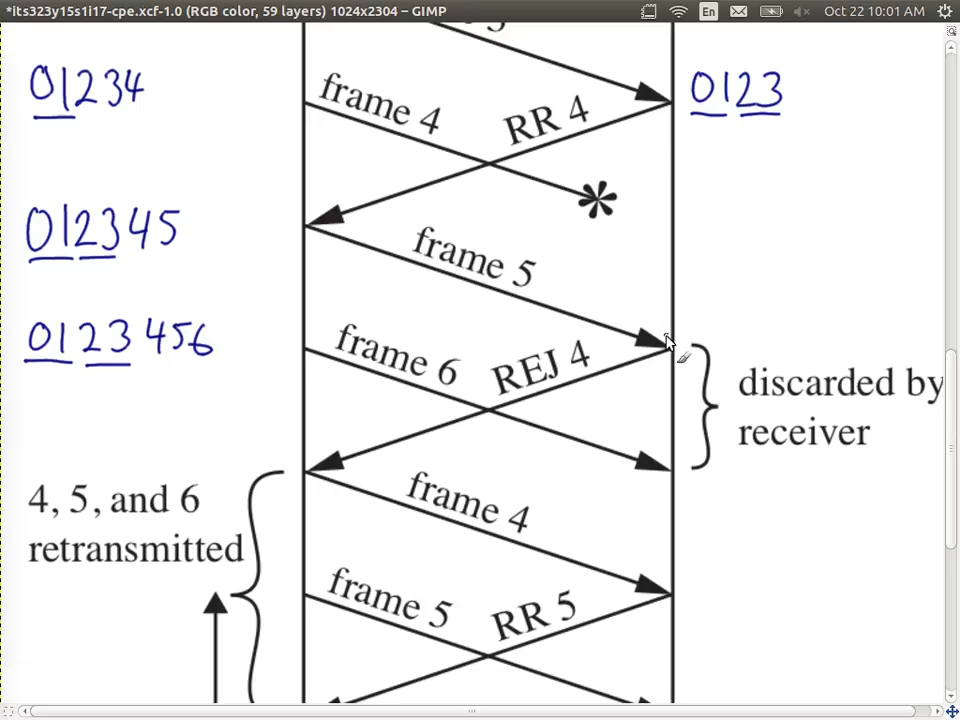 *its323y15s1i17-cpe.xcf-1.0 (RGB color, 59 layers) 1024x2304 – GIMP
En
Oct 22 10:01 AM
01234
frame 4
RR 4
0123
*
012345
frame 5
0123456
frame 6
REJ 4
discarded by
receiver
4, 5, and 6
retransmitted
frame 4
frame 5
RR 5